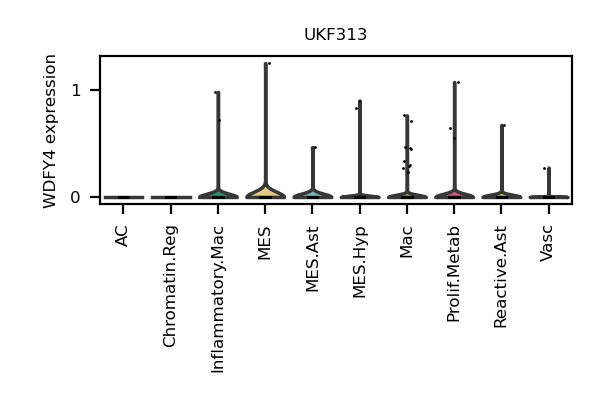 UKF313
WDFY4 expression
1
0
AC
Chromatin.Reg
Inflammatory.Mac
MES
MES.Ast
MES.Hyp
Mac
Prolif.Metab
Reactive.Ast
Vasc